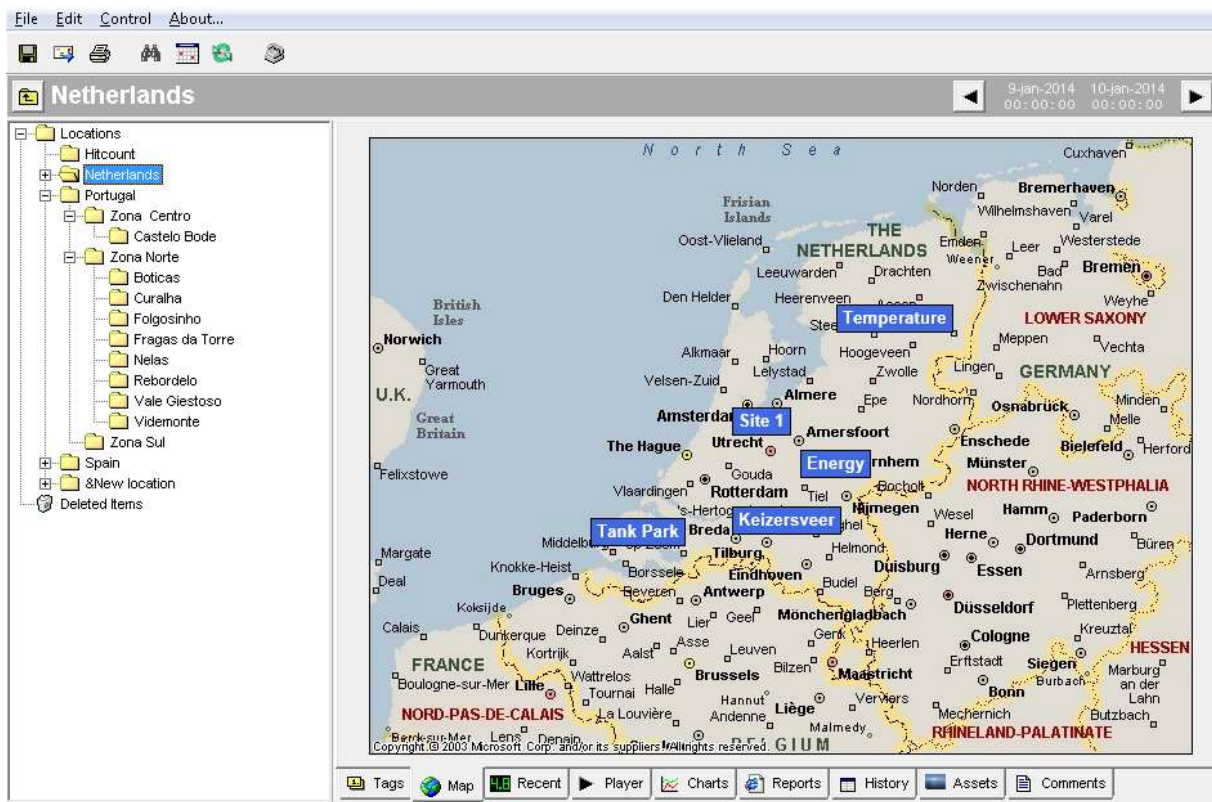 File Edit Control About...
Netherlands
9-jan-2014 10-jan-2014
00:00:00 00:00:00
Locations
Hitcount
Netherlands
Portugal
Zona Centro
Castelo Bode
Zona Norte
Boticas
Curalha
Folgosinho
Fragas da Torre
Nelas
Rebordelo
Vale Giestoso
Videmonte
Zona Sul
Spain
&New location
Deleted Items
North Sea
Cuxhaven
Norden
Bremerhaven
Frisian
Islands
Wilhelmshaven
Varel
THE
NETHERLANDS
Oost-Vlieland
Emden
Leer
Westerstede
Weener
Leeuwarden
Drachten
Bad
Zwischenahn
Bremen
Den Helder
Heerenveen
Weyhe
British
Isles
Temperature
LOWER SAXONY
Norwich
Meppen
Vechta
Alkmaar
Hoorn
Hoogeveen
Great
Yarmouth
Lelystad
Zwolle
Lingen
GERMANY
U.K.
Velsen-Zuid
Almere
Epe
Nordhorn
Osnabrück
Minden
Great
Britain
Amsterda
Site 1
Melle
Amersfoort
Enschede
Bielefeld
Herford
The Hague
Utrecht
Felixstowe
Energy
rnhem
Münster
Gouda
Bocholt
NORTH RHINE-WESTPHALIA
Vlaardingen
Rotterdam
Tiel
Nijmegen
Wesel
Hamm
Paderborn
's-Hertog
Keizersveer
Tank Park
Breda
Herne
Dortmund
Middelbu
Tilburg
Helmond
Büren
Margate
Knokke-Heist
Borssele
Eindhoven
Duisburg
Essen
Arnsberg
Deal
Bruges
Beveren
Antwerp
Budel
Berg
Koksijde
Ghent
Lier
Geel
Mönchengladbach
Düsseldorf
Plettenberg
Calais
Dunkerque
Deinze
Asse
Genk
Heerlen
Cologne
Kreuztal
HESSEN
Kortrijk
Aalst
Leuven
Bilzen
Maastricht
Erftstadt
Siegen
Marburg
an der
Lahn
FRANCE
Wattrelos
Brussels
Burbach
Boulogne-sur-Mer
Lille
Tournai
Halle
Hannut
Liège
Verviers
Bonn
NORD-PAS-DE-CALAIS
La Louvière
Andenne
Mechernich
Butzbach
Malmedy
RHINELAND-PALATINATE
Berck-sur-Mer
Lens
Denain
BELGIUM
Copyright © 2003 Microsoft Corp. and/or its suppliers. All rights reserved.
Tags Map Recent Player Charts Reports History Assets Comments